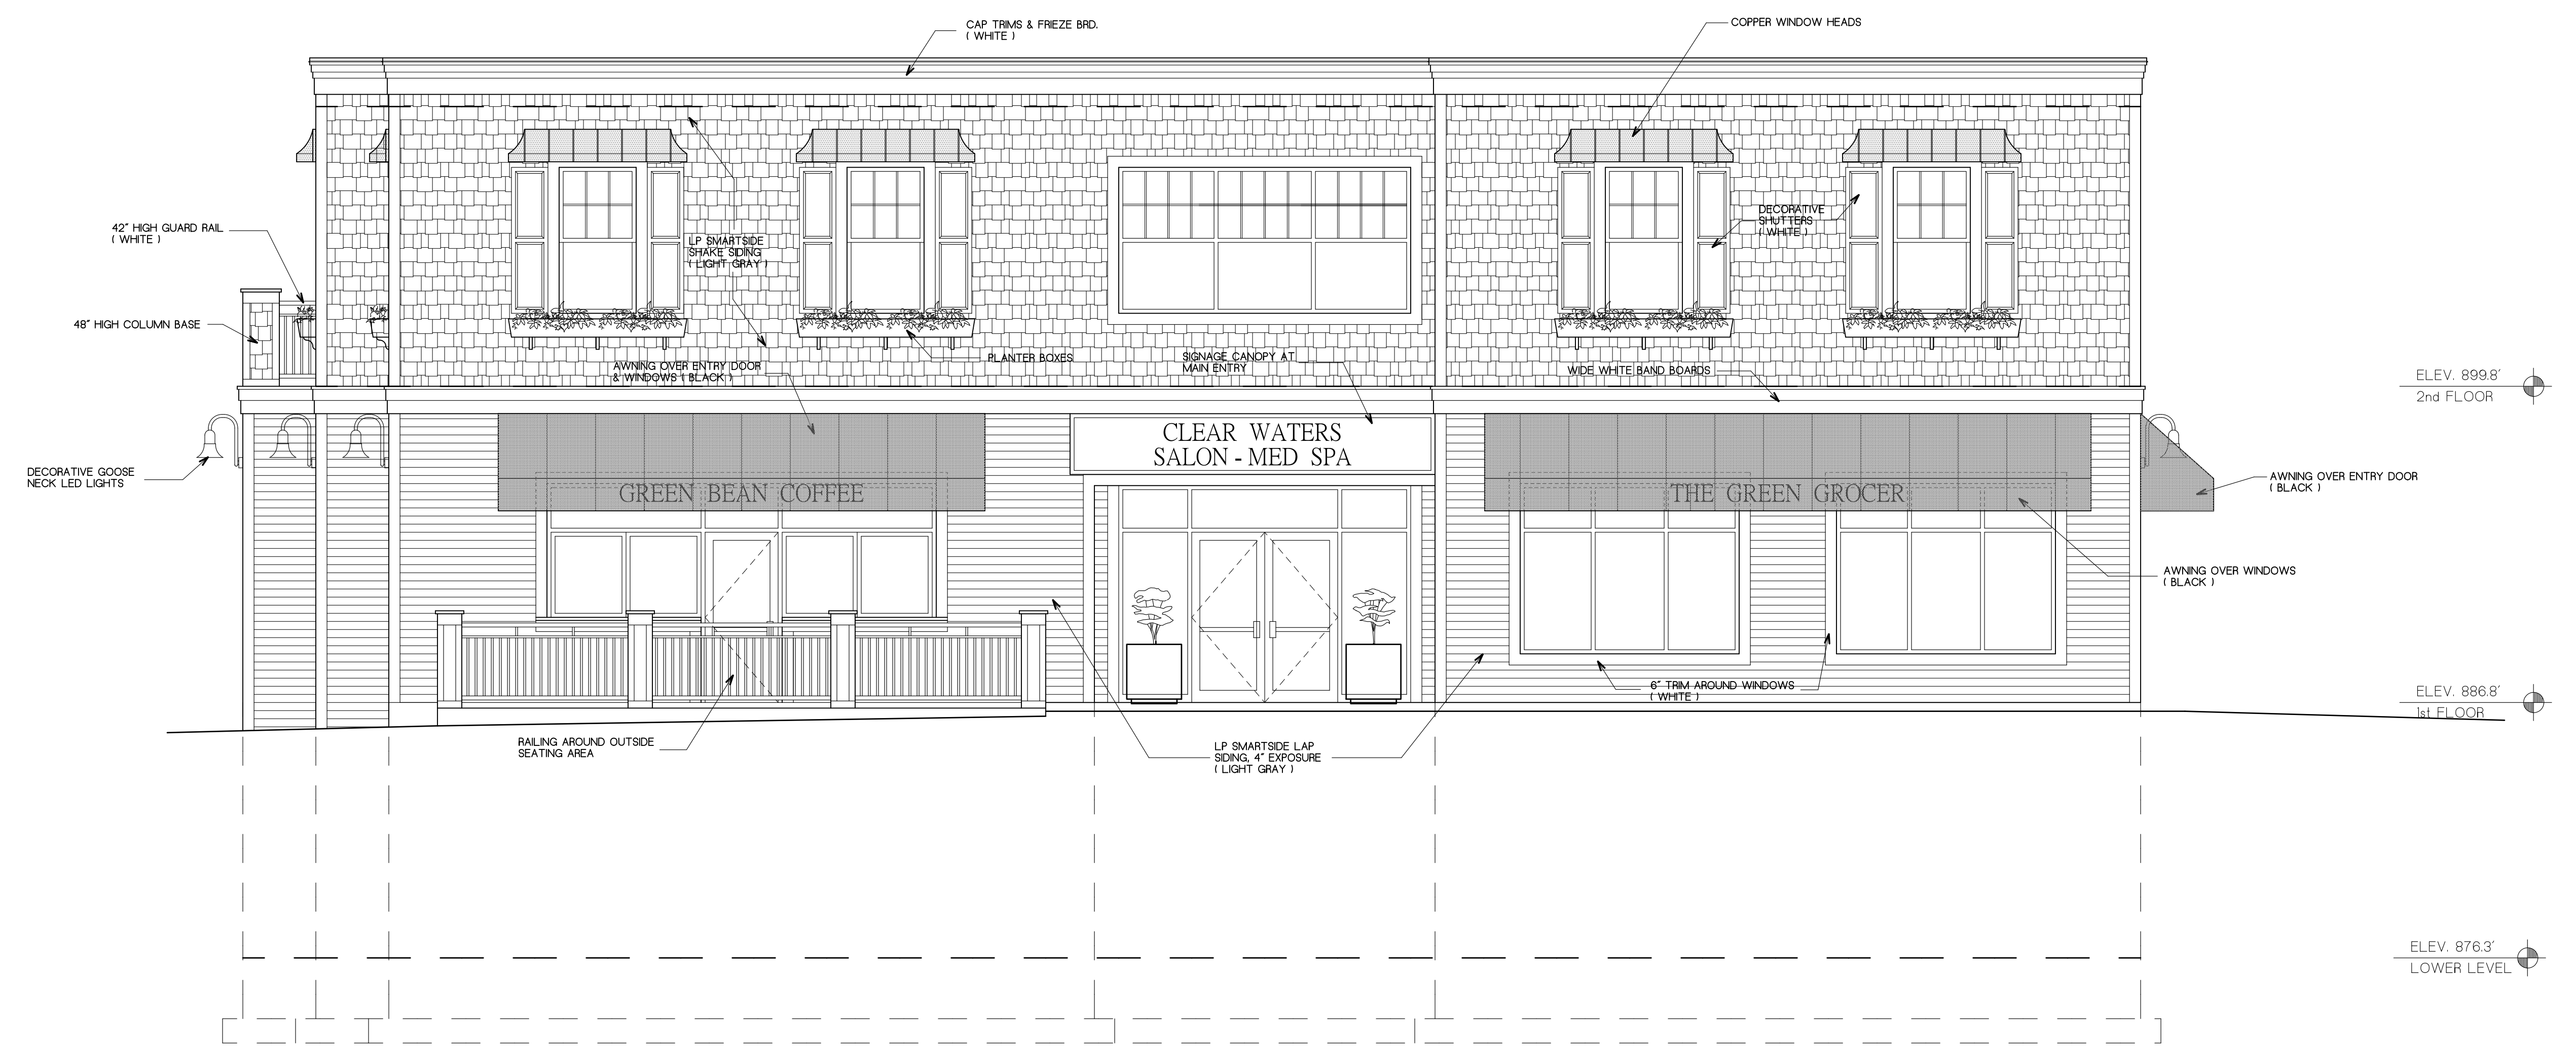 CAP TRIMS & FRIEZE BRD.
( WHITE )
COPPER WINDOW HEADS
42" HIGH GUARD RAIL
( WHITE )
LP SMARTSIDE
SHAKE SIDING
( LIGHT GRAY )
DECORATIVE
SHUTTERS
( WHITE )
48" HIGH COLUMN BASE
AWNING OVER ENTRY DOOR
& WINDOWS ( BLACK )
PLANTER BOXES
SIGNAGE CANOPY AT
MAIN ENTRY
WIDE WHITE BAND BOARDS
ELEV. 899.8'
2nd FLOOR
DECORATIVE GOOSE
NECK LED LIGHTS
CLEAR WATERS
SALON - MED SPA
GREEN BEAN COFFEE
THE GREEN GROCER
AWNING OVER ENTRY DOOR
( BLACK )
AWNING OVER WINDOWS
( BLACK )
6" TRIM AROUND WINDOWS
( WHITE )
ELEV. 886.8'
1st FLOOR
RAILING AROUND OUTSIDE
SEATING AREA
LP SMARTSIDE LAP
SIDING, 4" EXPOSURE
( LIGHT GRAY )
ELEV. 876.3'
LOWER LEVEL